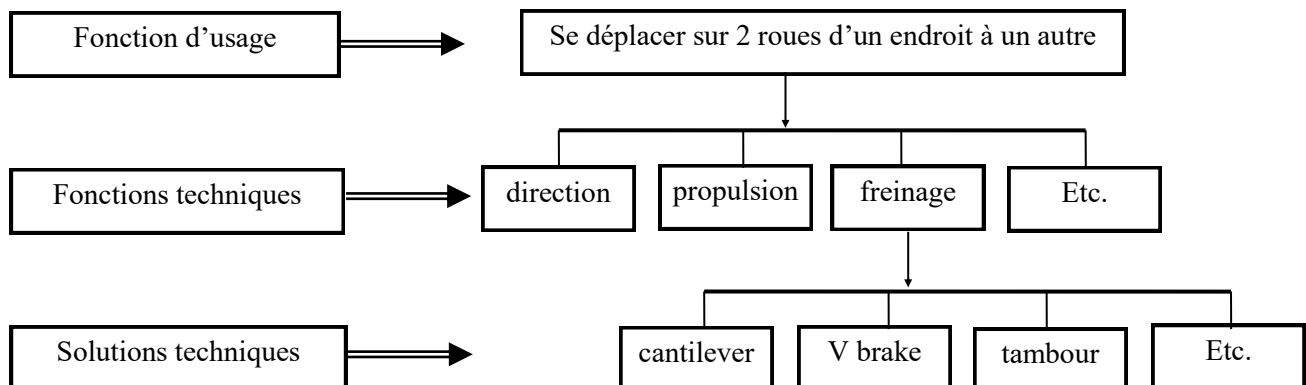 Fonction d’usage
Se déplacer sur 2 roues d’un endroit à un autre
Fonctions techniques
direction
propulsion
freinage
Etc.
Solutions techniques
cantilever
V brake
tambour
Etc.